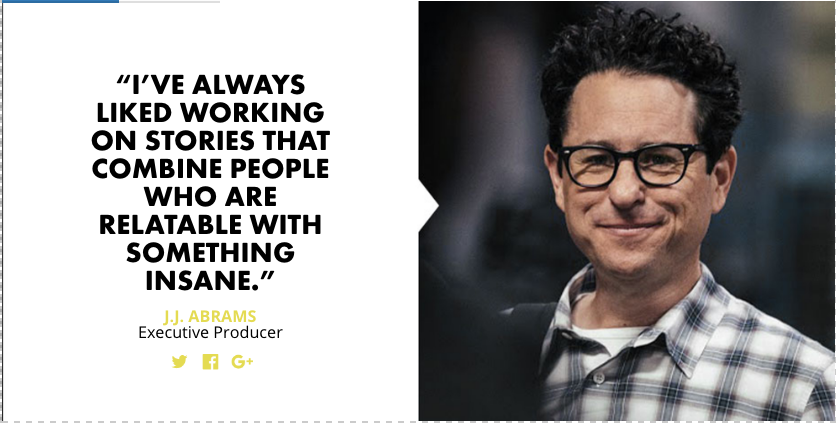 “I’VE ALWAYS
LIKED WORKING
ON STORIES THAT
COMBINE PEOPLE
WHO ARE
RELATABLE WITH
SOMETHING
INSANE.”
J.J. ABRAMS
Executive Producer
G+